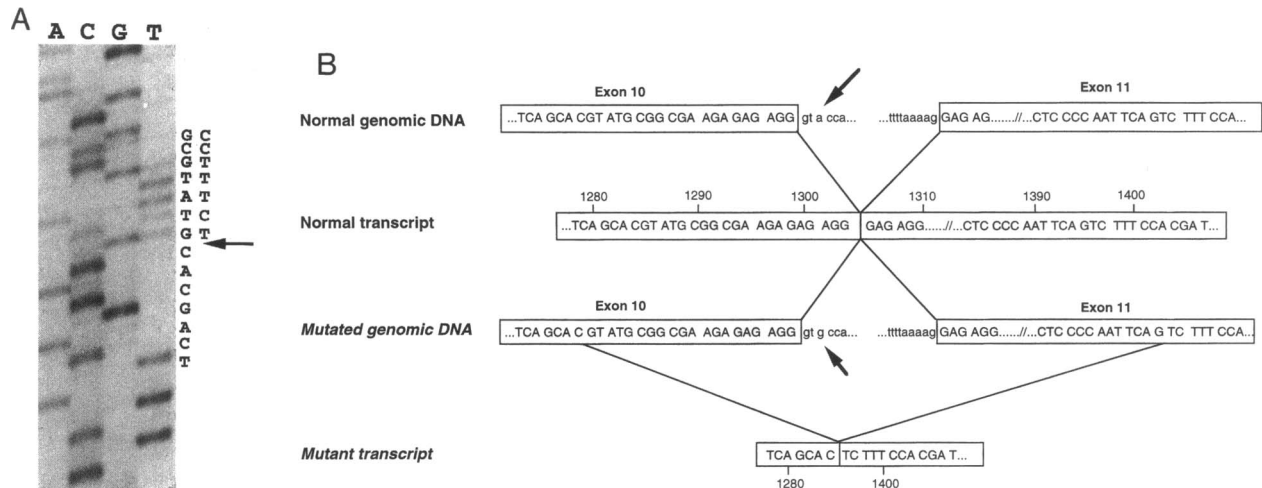 A
A C G T
G C
C C
G T
T T
A T
T C
G T
C
A
C
G
A
C
T
B
Exon 10
Exon 11
Normal genomic DNA
...TCA GCA CGT ATG CGG CGA AGA GAG AGG gt a cca... ...ttttaaaag GAG AG.......//...CTC CCC AAT TCA GTC TTT CCA...
1280 1290 1300 1310 1390 1400
Normal transcript
...TCA GCA CGT ATG CGG CGA AGA GAG AGG GAG AGG......//...CTC CCC AAT TCA GTC TTT CCA CGA T...
Exon 10
Exon 11
Mutated genomic DNA
...TCA GCA C GT ATG CGG CGA AGA GAG AGG gt g cca... ...ttttaaaag GAG AGG......//...CTC CCC AAT TCA G TC TTT CCA...
Mutant transcript
TCA GCA C TC TTT CCA CGA T...
1280 1400